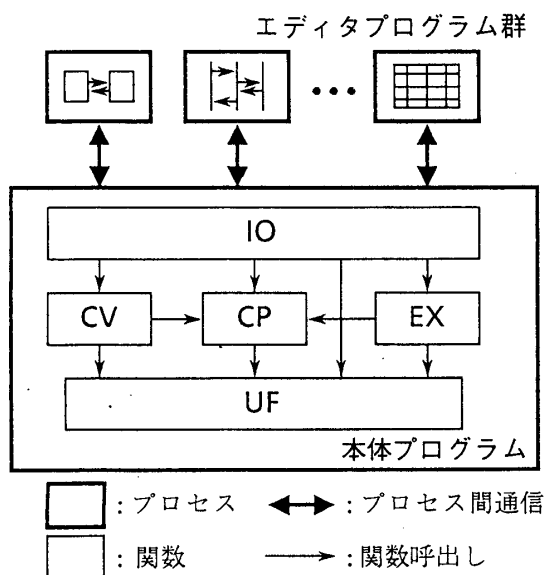 エディタプログラム群
•••
IO
CV
CP
EX
UF
本体プログラム
：プロセス
：プロセス間通信
：関数
：関数呼出し